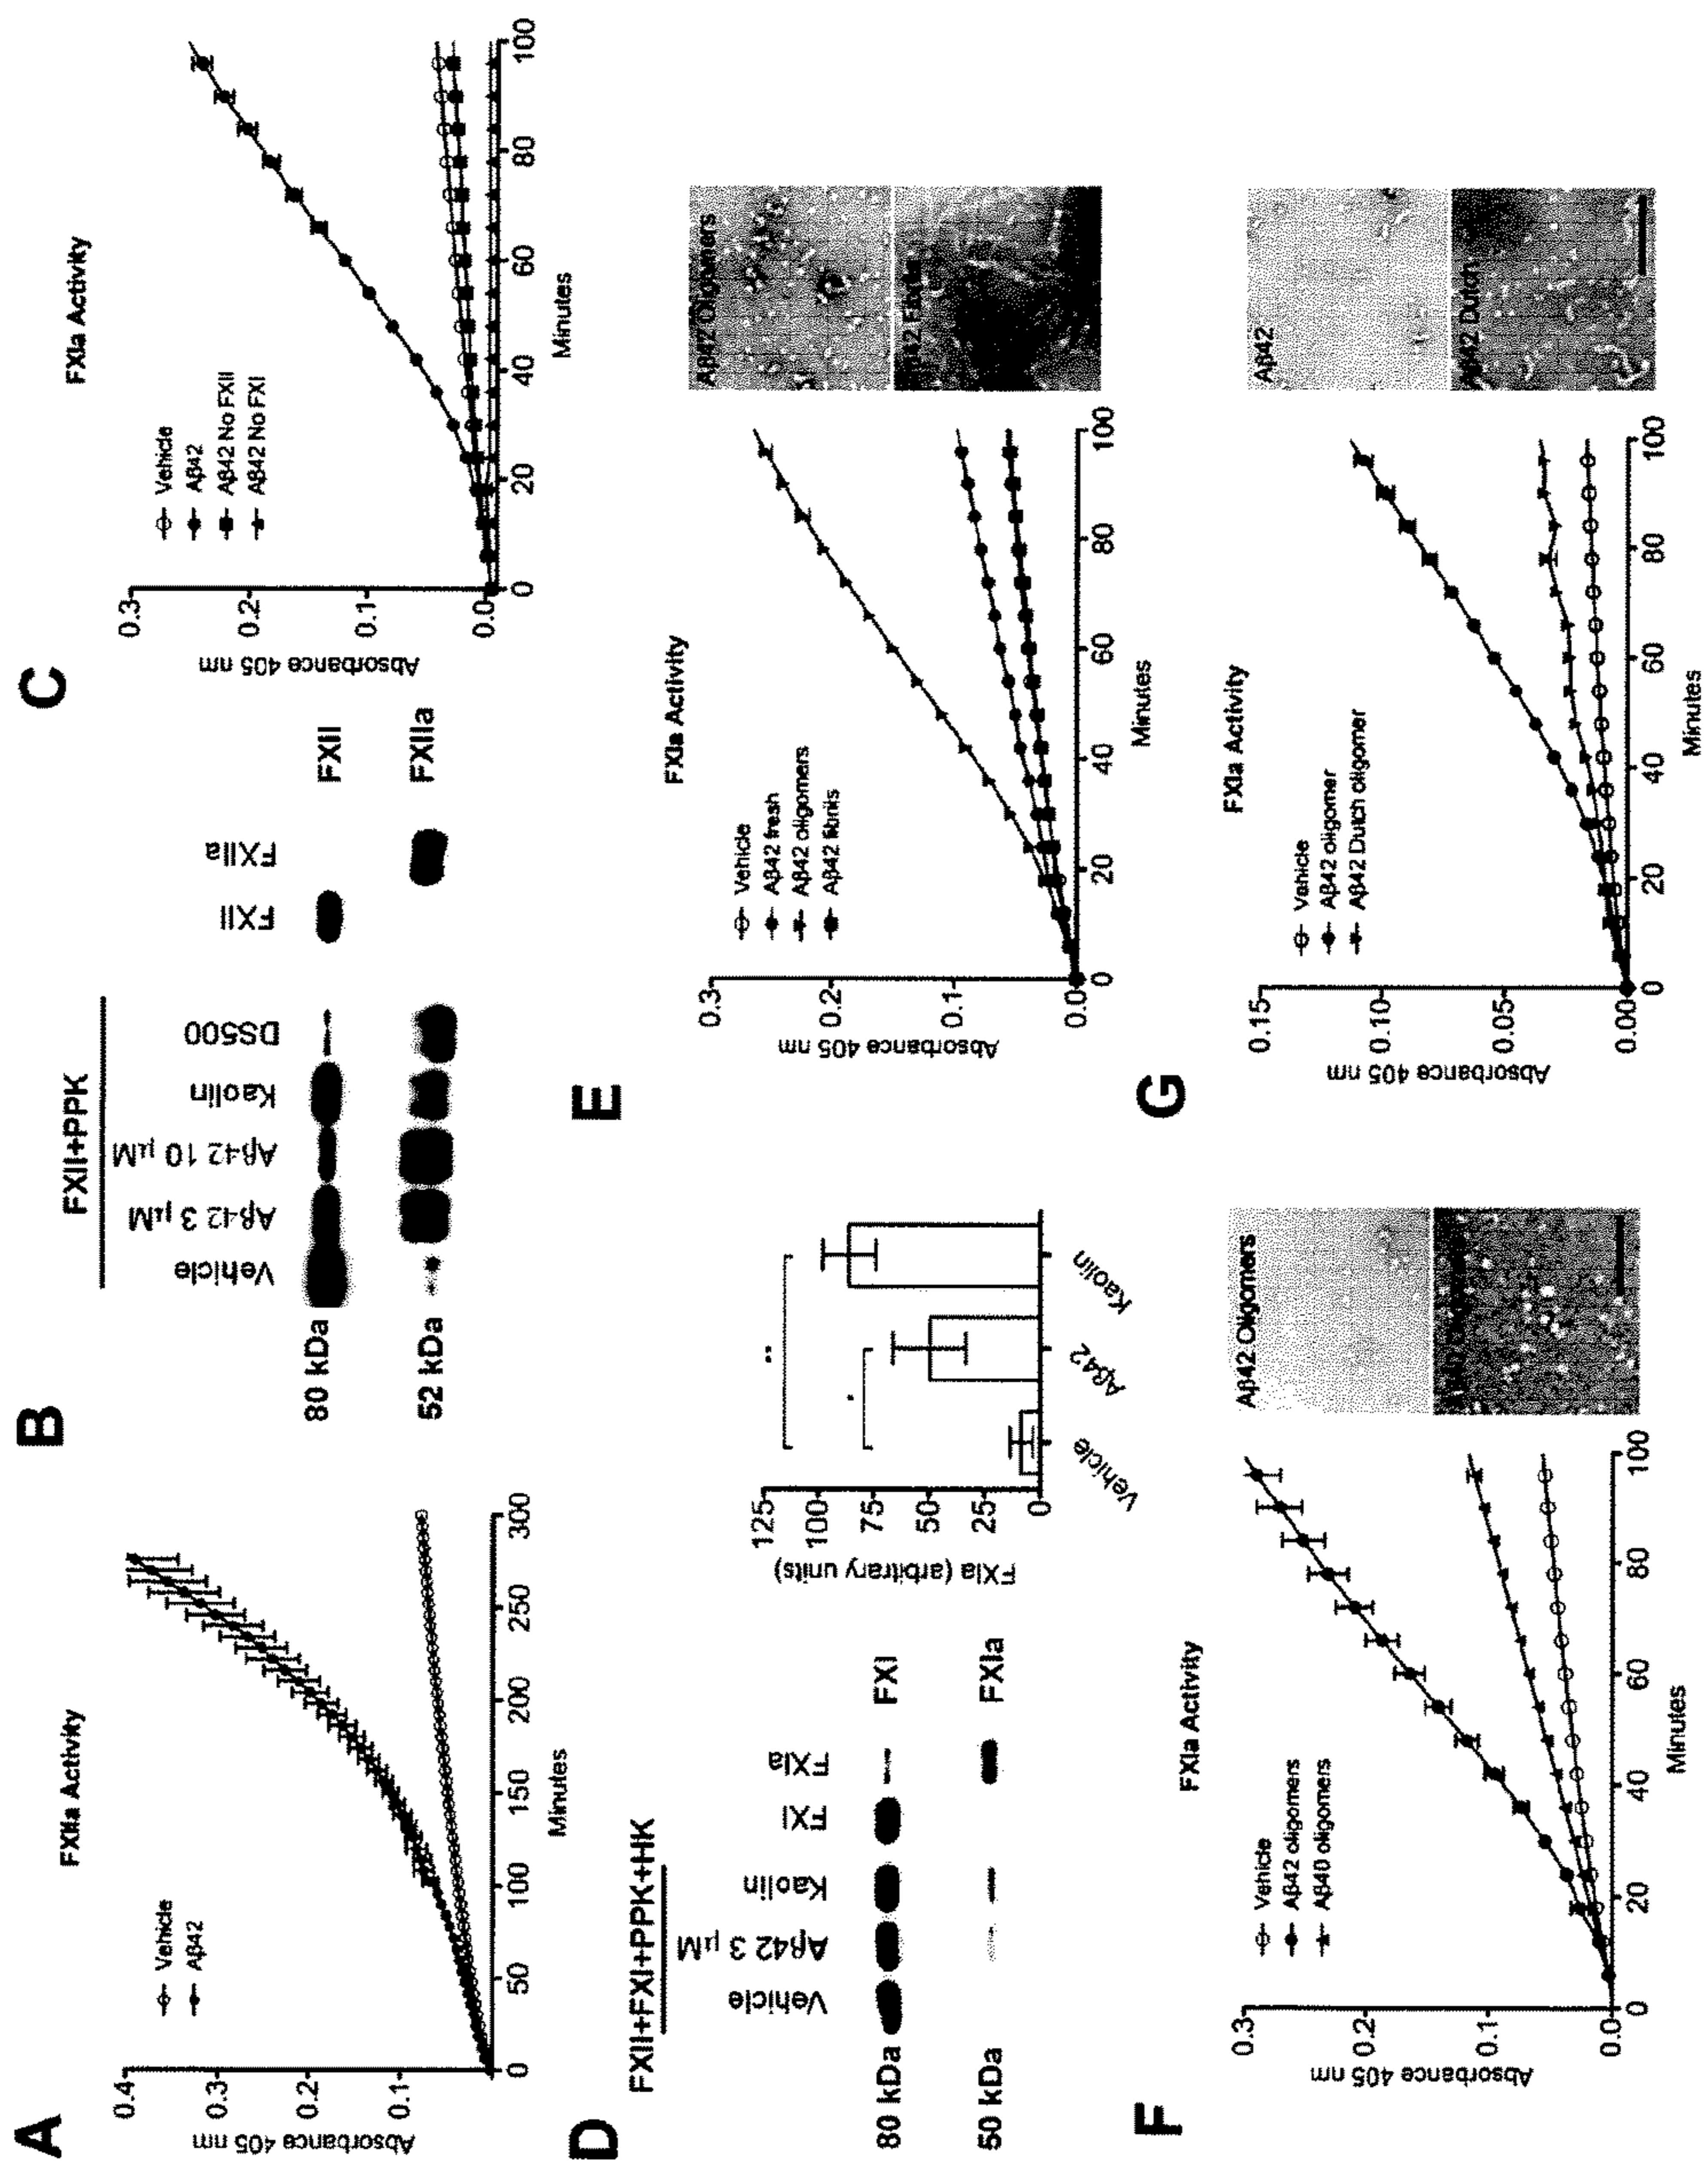 A
FXIIa Activity
Vehicle
Aβ42
Absorbance 405 nm
0.4
0.3
0.2
0.1
0
50
100
150
200
250
300
Minutes
B
FXII+PPK
Vehicle
Aβ42 3 μM
Aβ42 10 μM
Kaolin
DS500
FXII
FXIIa
80 kDa
FXII
52 kDa
FXIIa
C
FXIa Activity
Vehicle
Aβ42
Aβ42 No FXII
Aβ42 No FXI
Absorbance 405 nm
0.3
0.2
0.1
0.0
0
20
40
60
80
100
Minutes
D
FXII+FXI+PPK+HK
Vehicle
Aβ42 3 μM
Kaolin
FXI
FXIa
80 kDa
FXI
50 kDa
FXIa
FXIa (arbitrary units)
125
100
75
50
25
0
**
*
Vehicle
Aβ42
Kaolin
E
FXIa Activity
Vehicle
Aβ42 fresh
Aβ42 oligomers
Aβ42 fibrils
Absorbance 405 nm
0.3
0.2
0.1
0.0
0
20
40
60
80
100
Minutes
Aβ42 Oligomers
Aβ42 Fibrils
F
FXIa Activity
Vehicle
Aβ42 oligomers
Aβ40 oligomers
Absorbance 405 nm
0.3
0.2
0.1
0.0
0
20
40
60
80
100
Minutes
Aβ42 Oligomers
G
FXIa Activity
Vehicle
Aβ42 oligomer
Aβ42 Dutch oligomer
Absorbance 405 nm
0.15
0.10
0.05
0.00
0
20
40
60
80
100
Minutes
Aβ42
Aβ42 Dutch